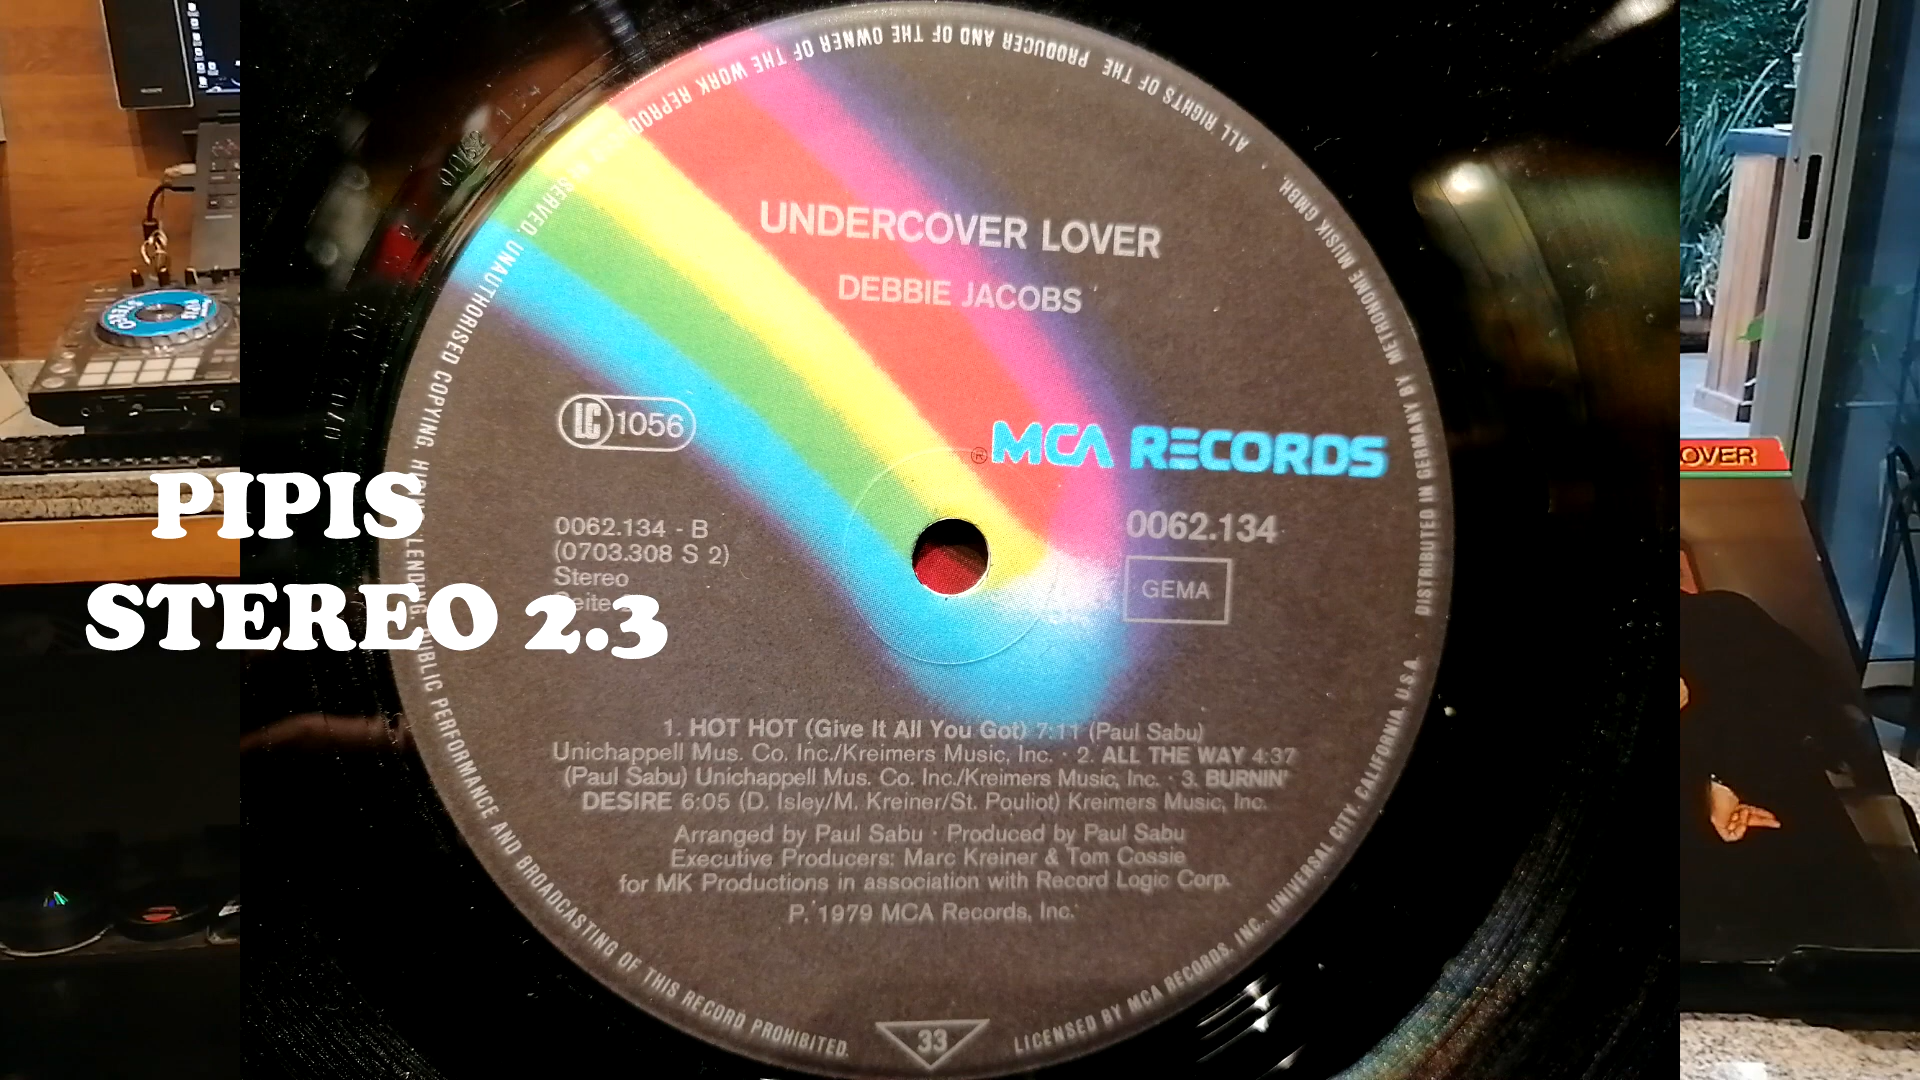 ALL RIGHTS OF THE PRODUCER AND OF THE OWNER OF THE WORK REPRODUCED RESERVED. UNAUTHORISED COPYING, HIRING, LENDING, PUBLIC PERFORMANCE AND BROADCASTING OF THIS RECORD PROHIBITED.
UNDERCOVER LOVER
DEBBIE JACOBS
LC 1056
® MCA RECORDS
OVER
PIPIS
STEREO 2.3
0062.134 - B
(0703.308 S 2)
Stereo
Seite
0062.134
GEMA
1. HOT HOT (Give It All You Got) 7:11 (Paul Sabu)
Unichappell Mus. Co. Inc./Kreimers Music, Inc. · 2. ALL THE WAY 4:37
(Paul Sabu) Unichappell Mus. Co. Inc./Kreimers Music, Inc. · 3. BURNIN'
DESIRE 6:05 (D. Isley/M. Kreiner/St. Pouliot) Kreimers Music, Inc.
Arranged by Paul Sabu · Produced by Paul Sabu
Executive Producers: Marc Kreiner & Tom Cossie
for MK Productions in association with Record Logic Corp.
P. 1979 MCA Records, Inc.
33
LICENSED BY MCA RECORDS, INC., UNIVERSAL CITY, CALIFORNIA, U.S.A. · DISTRIBUTED IN GERMANY BY METRONOME MUSIK GMBH ·